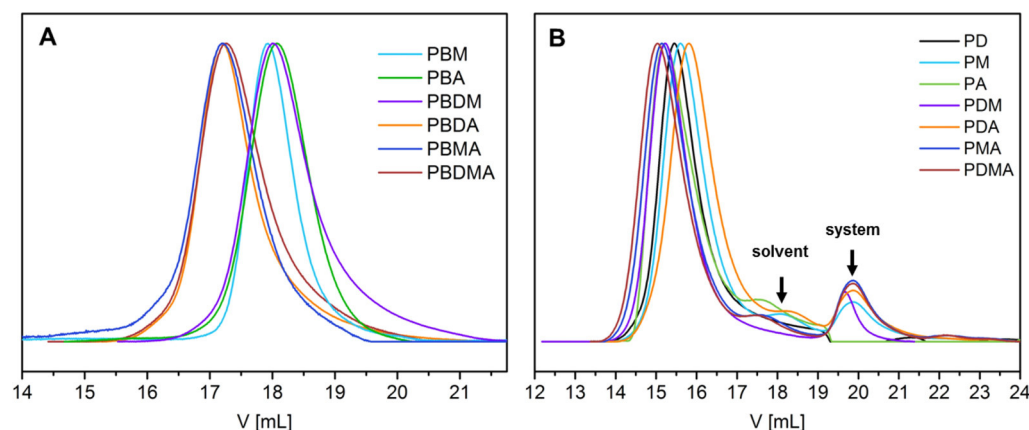 A
PBM
PBA
PBDM
PBDA
PBMA
PBDMA
14 15 16 17 18 19 20 21
V [mL]
B
PD
PM
PA
PDM
PDA
PMA
PDMA
system
solvent
12 13 14 15 16 17 18 19 20 21 22 23 24
V [mL]